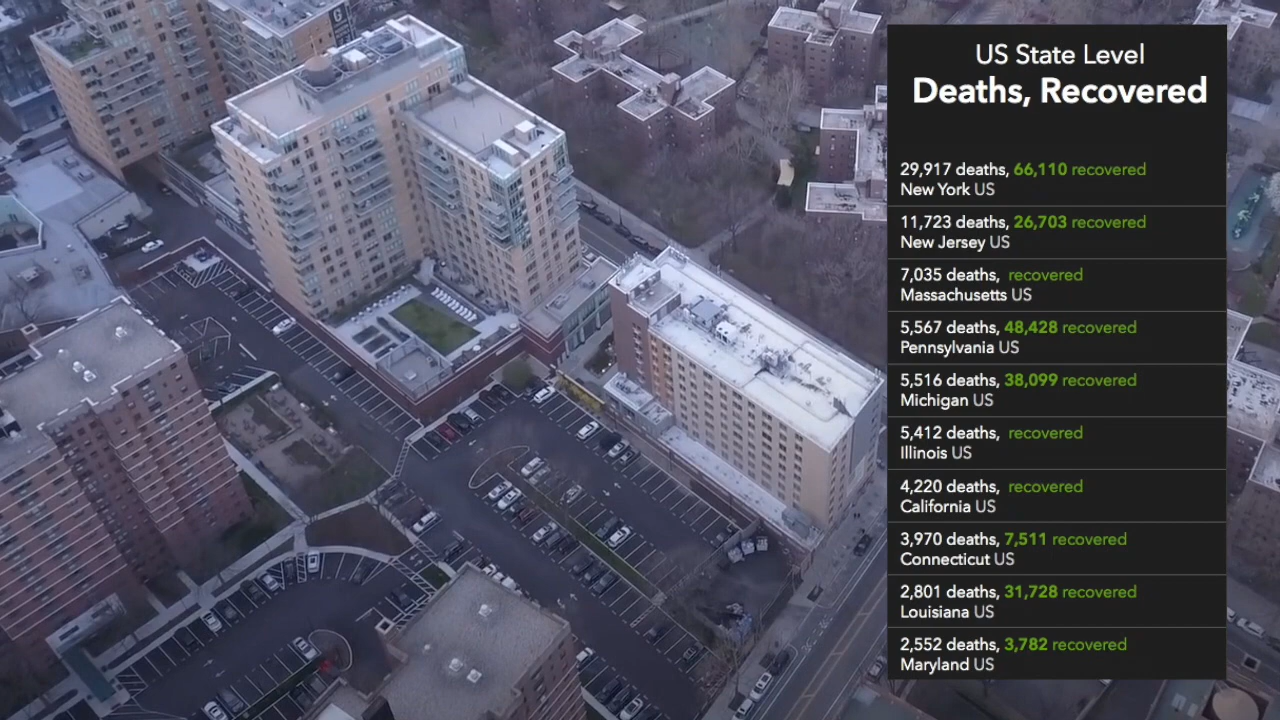 US State Level
Deaths, Recovered
29,917 deaths, 66,110 recovered
New York US
11,723 deaths, 26,703 recovered
New Jersey US
7,035 deaths, recovered
Massachusetts US
5,567 deaths, 48,428 recovered
Pennsylvania US
5,516 deaths, 38,099 recovered
Michigan US
5,412 deaths, recovered
Illinois US
4,220 deaths, recovered
California US
3,970 deaths, 7,511 recovered
Connecticut US
2,801 deaths, 31,728 recovered
Louisiana US
2,552 deaths, 3,782 recovered
Maryland US